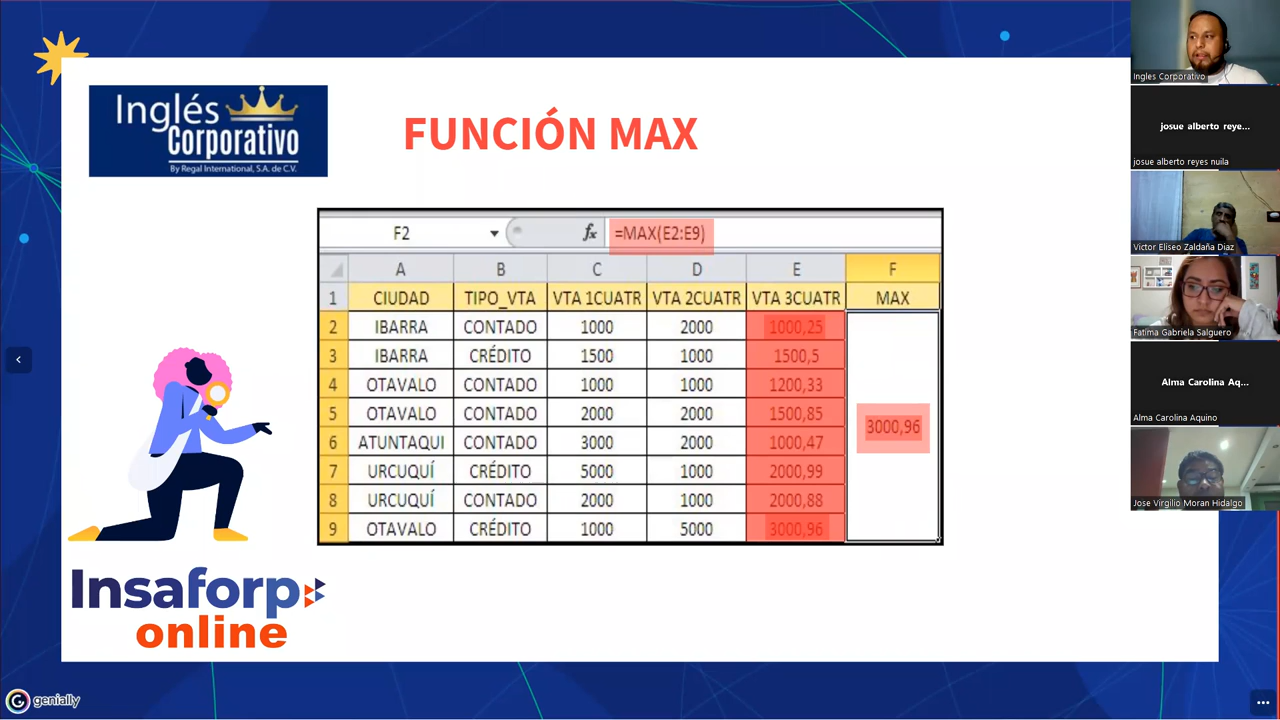 Inglés
Corporativo
By Regal International, S.A. de C.V.
FUNCIÓN MAX
F2 fx =MAX(E2:E9)
A B C D E F
1 CIUDAD TIPO_VTA VTA 1CUATR VTA 2CUATR VTA 3CUATR MAX
2 IBARRA CONTADO 1000 2000 1000,25
3 IBARRA CRÉDITO 1500 1000 1500,5
4 OTAVALO CONTADO 1000 1000 1200,33
5 OTAVALO CONTADO 2000 2000 1500,85
3000,96
6 ATUNTAQUI CONTADO 3000 2000 1000,47
7 URCUQUÍ CRÉDITO 5000 1000 2000,99
8 URCUQUÍ CONTADO 2000 1000 2000,88
9 OTAVALO CRÉDITO 1000 5000 3000,96
Insaforp
online
genially
Ingles Corporativo
josue alberto reye...
josue alberto reyes nuila
Victor Eliseo Zaldaña Diaz
Fatima Gabriela Salguero
Alma Carolina Aq...
Alma Carolina Aquino
Jose Virgilio Moran Hidalgo